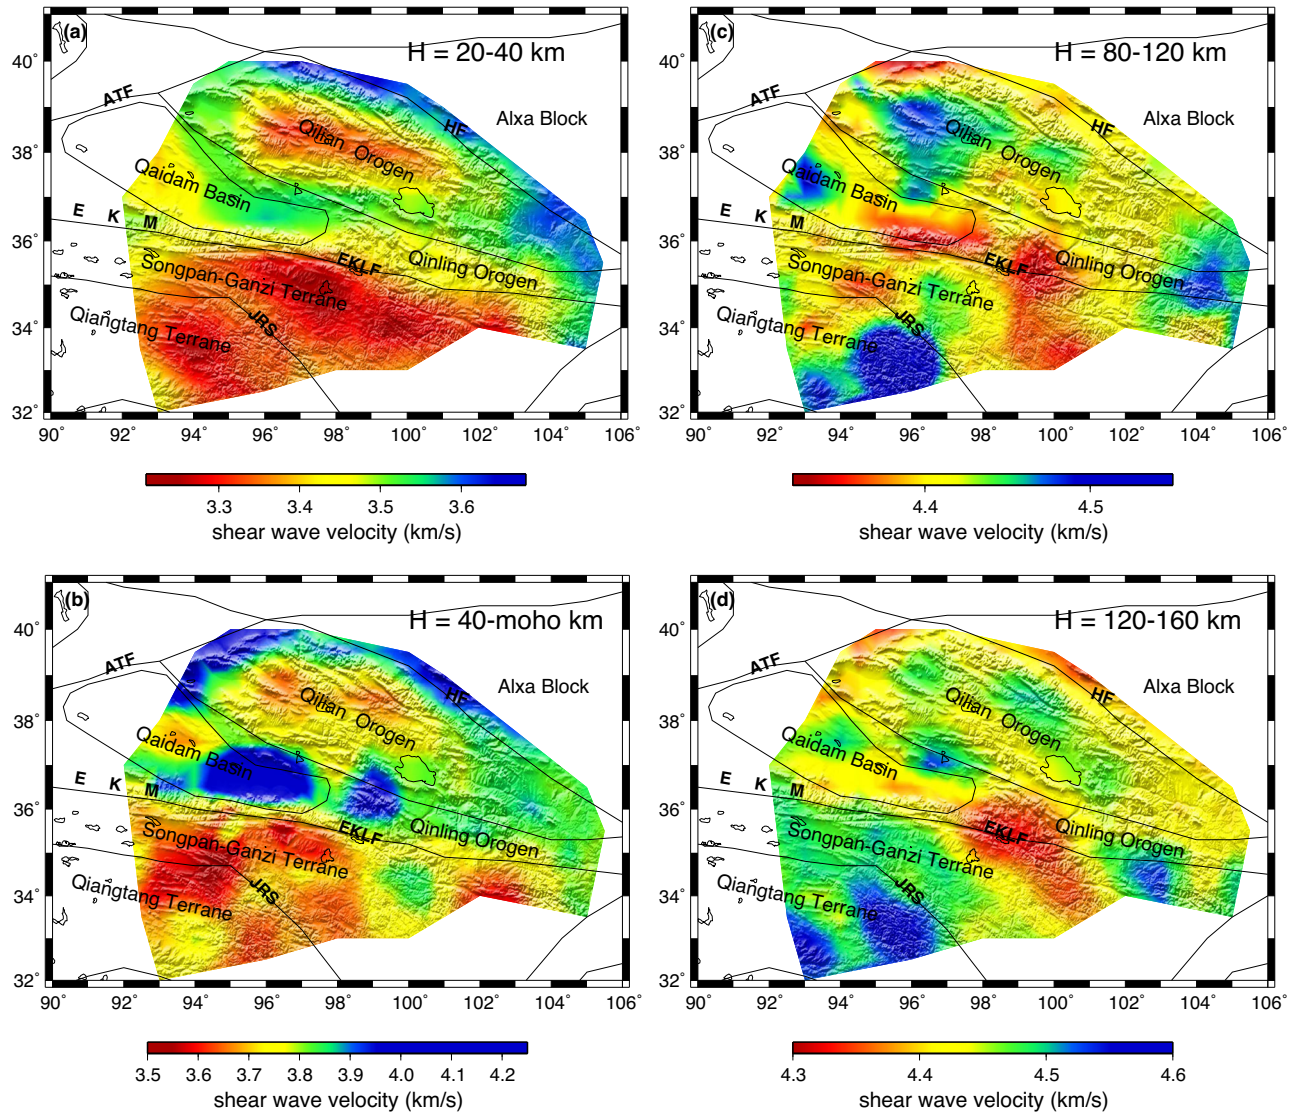 (a)
H = 20-40 km
ATF
HF
Alxa Block
Qilian Orogen
Qaidam Basin
E K M
EKLF
Qinling Orogen
Songpan-Ganzi Terrane
JRS
Qiangtang Terrane
40°
38°
36°
34°
32°
90° 92° 94° 96° 98° 100° 102° 104° 106°
3.3 3.4 3.5 3.6
shear wave velocity (km/s)
(c)
H = 80-120 km
ATF
HF
Alxa Block
Qilian Orogen
Qaidam Basin
E K M
EKLF
Qinling Orogen
Songpan-Ganzi Terrane
JRS
Qiangtang Terrane
40°
38°
36°
34°
32°
90° 92° 94° 96° 98° 100° 102° 104° 106°
4.4 4.5
shear wave velocity (km/s)
(b)
H = 40-moho km
ATF
HF
Alxa Block
Qilian Orogen
Qaidam Basin
E K M
EKLF
Qinling Orogen
Songpan-Ganzi Terrane
JRS
Qiangtang Terrane
40°
38°
36°
34°
32°
90° 92° 94° 96° 98° 100° 102° 104° 106°
3.5 3.6 3.7 3.8 3.9 4.0 4.1 4.2
shear wave velocity (km/s)
(d)
H = 120-160 km
ATF
HF
Alxa Block
Qilian Orogen
Qaidam Basin
E K M
EKLF
Qinling Orogen
Songpan-Ganzi Terrane
JRS
Qiangtang Terrane
40°
38°
36°
34°
32°
90° 92° 94° 96° 98° 100° 102° 104° 106°
4.3 4.4 4.5 4.6
shear wave velocity (km/s)